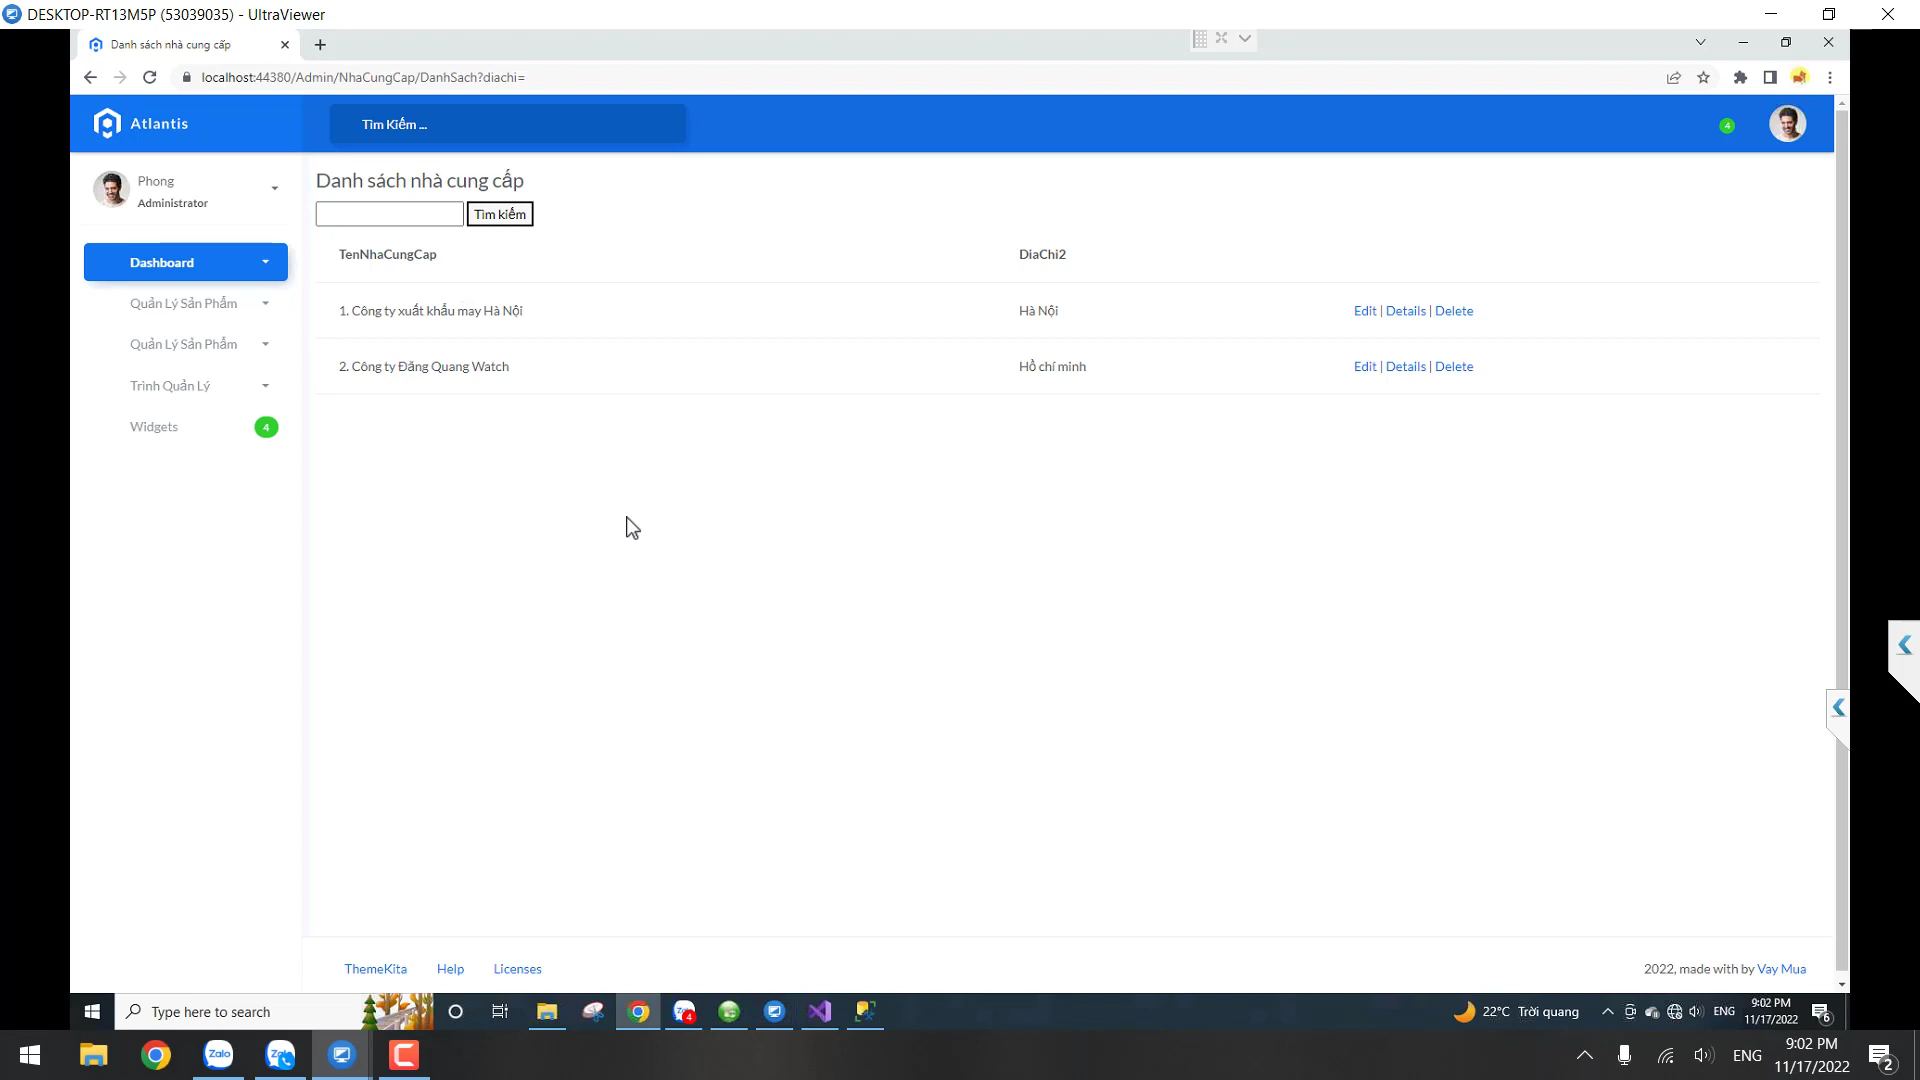 DESKTOP-RT13M5P (53039035) - UltraViewer
Danh sách nhà cung cấp
localhost:44380/Admin/NhaCungCap/DanhSach?diachi=
Atlantis
Tìm Kiếm ...
4
Phong
Administrator
Dashboard
Quản Lý Sản Phẩm
Quản Lý Sản Phẩm
Trình Quản Lý
Widgets
4
Danh sách nhà cung cấp
Tìm kiếm
TenNhaCungCap DiaChi2
1. Công ty xuất khẩu may Hà Nội Hà Nội Edit | Details | Delete
2. Công ty Đăng Quang Watch Hồ chí minh Edit | Details | Delete
ThemeKita Help Licenses
2022, made with by Vay Mua
Type here to search
4
22°C Trời quang
ENG
9:02 PM
11/17/2022
6
Zalo
ENG
9:02 PM
11/17/2022
2